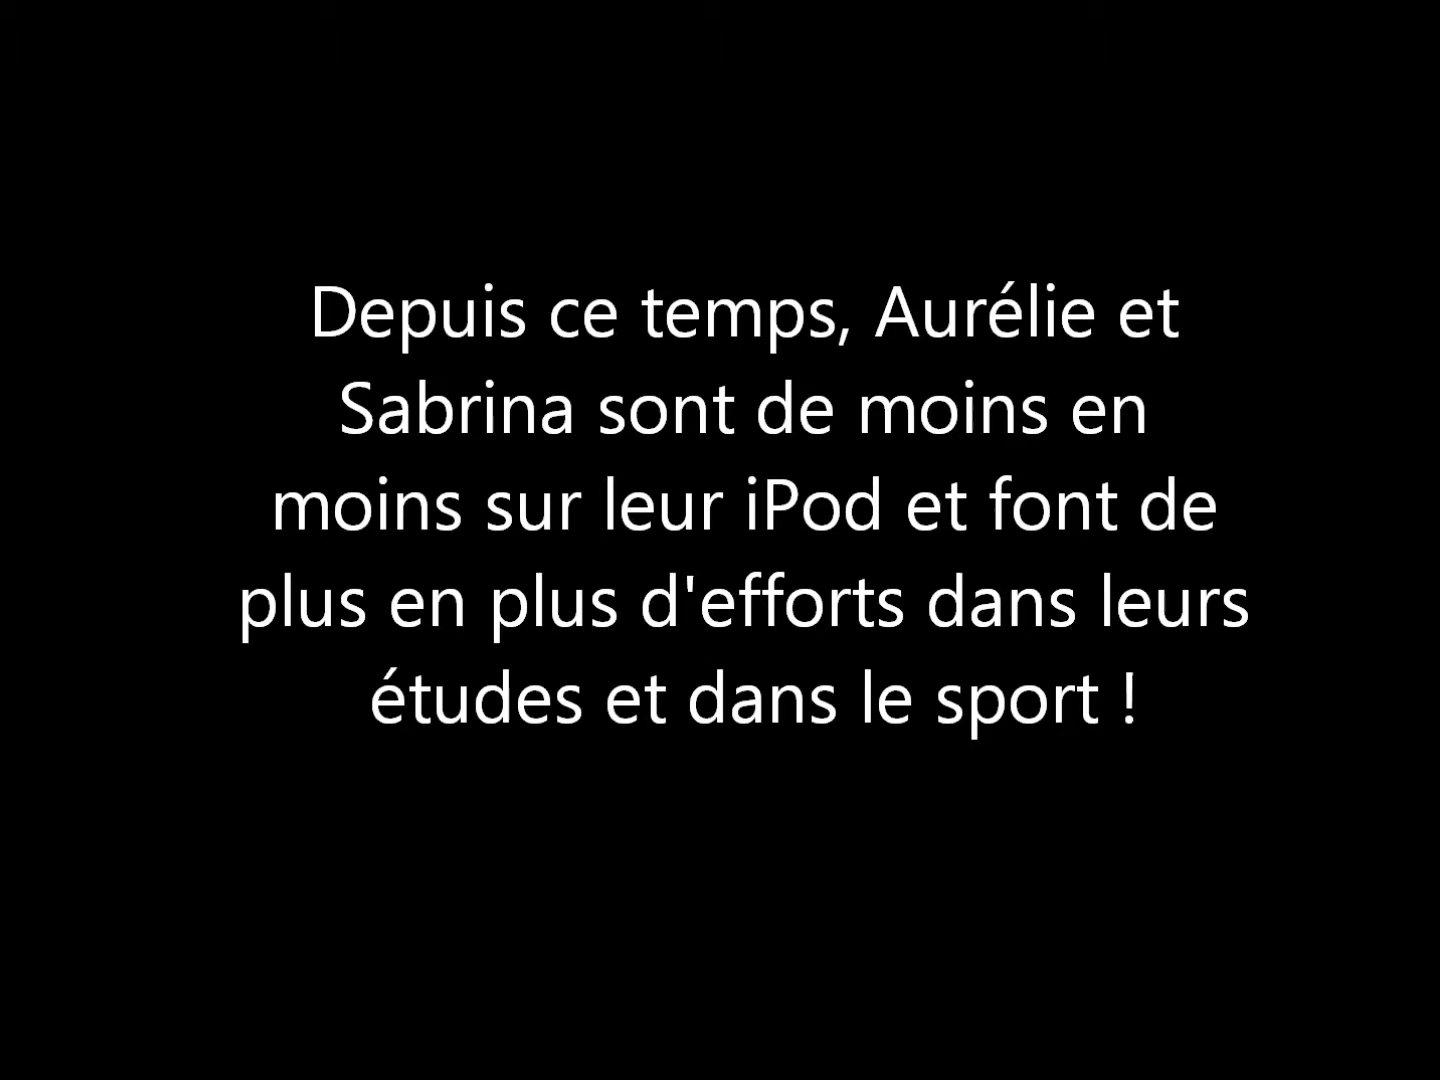 Depuis ce temps, Aurélie et
Sabrina sont de moins en
moins sur leur iPod et font de
plus en plus d'efforts dans leurs
études et dans le sport !